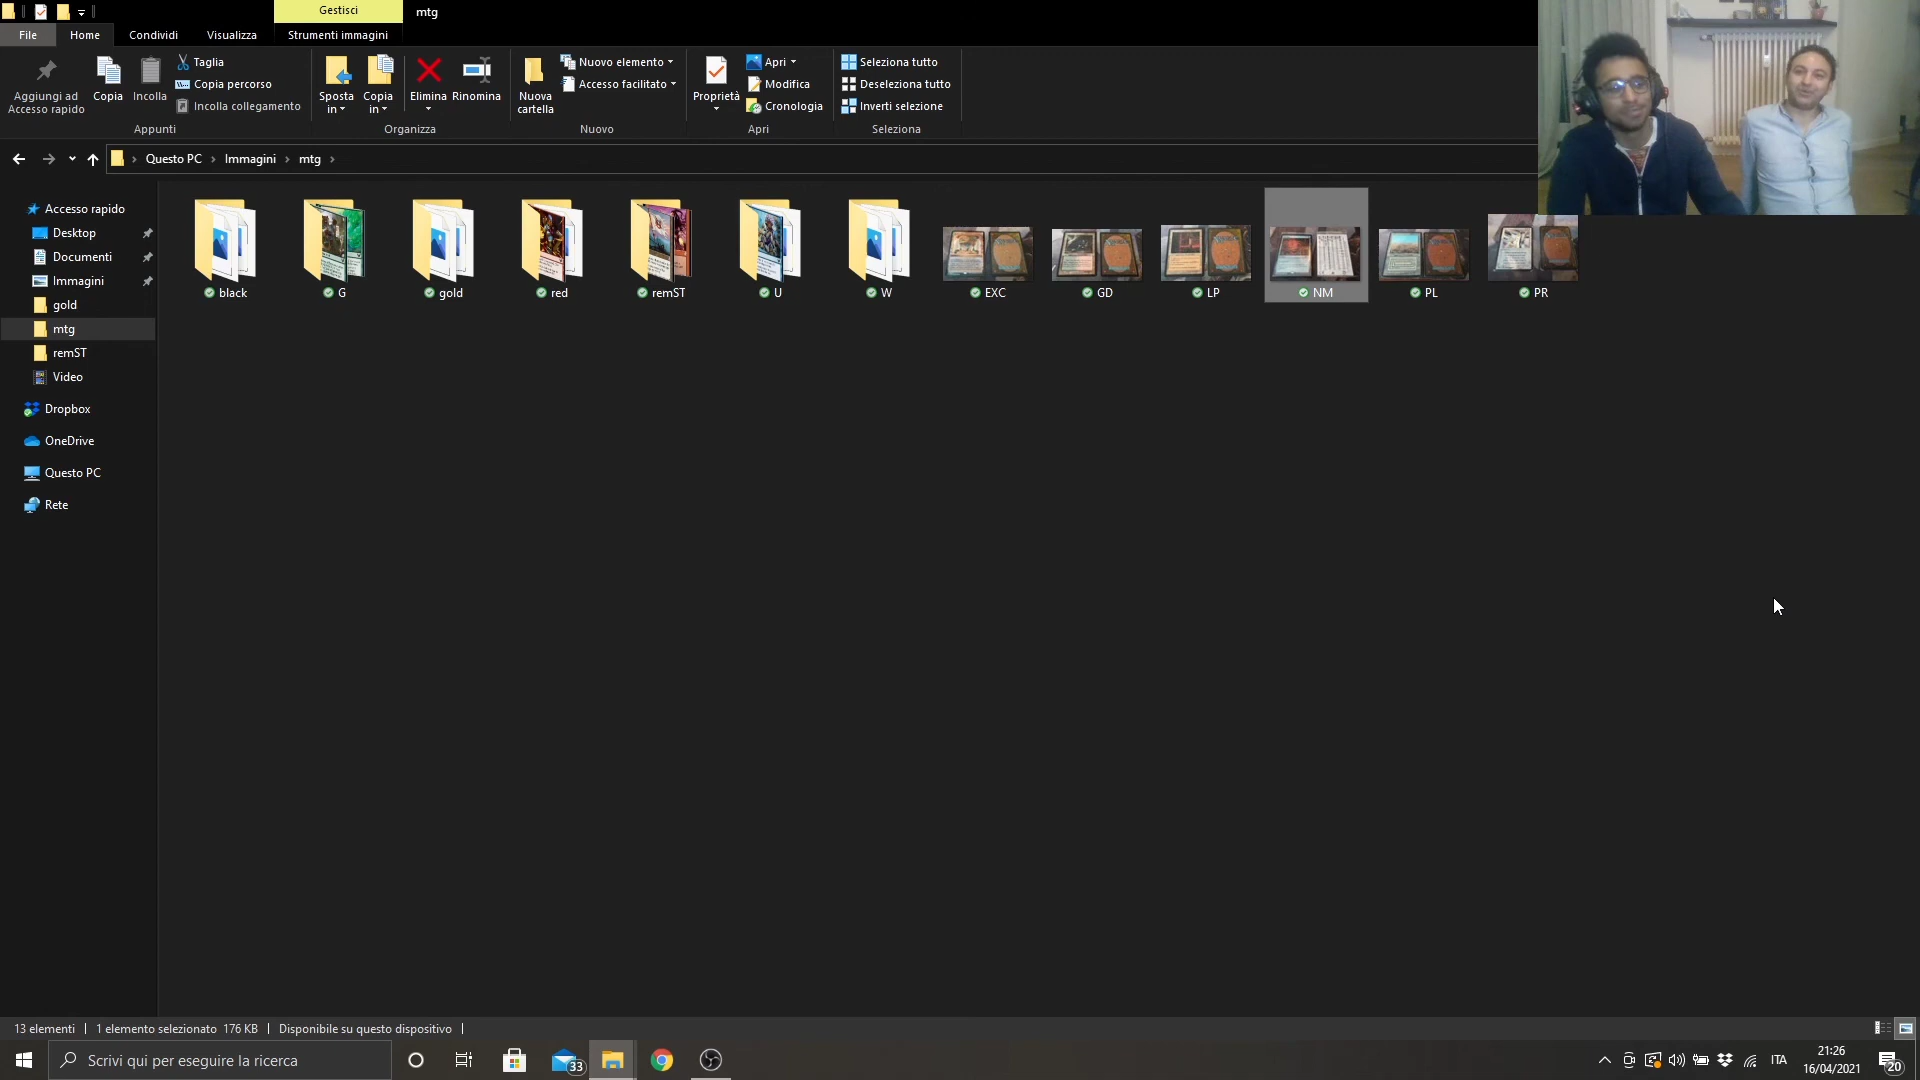 Gestisci
mtg
File
Home
Condividi
Visualizza
Strumenti immagini
Aggiungi ad
Accesso rapido
Copia
Incolla
Taglia
Copia percorso
Incolla collegamento
Appunti
Sposta
in
Copia
in
Elimina
Rinomina
Organizza
Nuova
cartella
Nuovo elemento
Accesso facilitato
Nuovo
Proprietà
Apri
Modifica
Cronologia
Apri
Seleziona tutto
Deseleziona tutto
Inverti selezione
Seleziona
Questo PC > Immagini > mtg >
Accesso rapido
Desktop
Documenti
Immagini
gold
mtg
remST
Video
Dropbox
OneDrive
Questo PC
Rete
black
G
gold
red
remST
U
W
EXC
GD
LP
NM
PL
PR
13 elementi
1 elemento selezionato 176 KB
Disponibile su questo dispositivo
Scrivi qui per eseguire la ricerca
33
ITA
21:26
16/04/2021
20